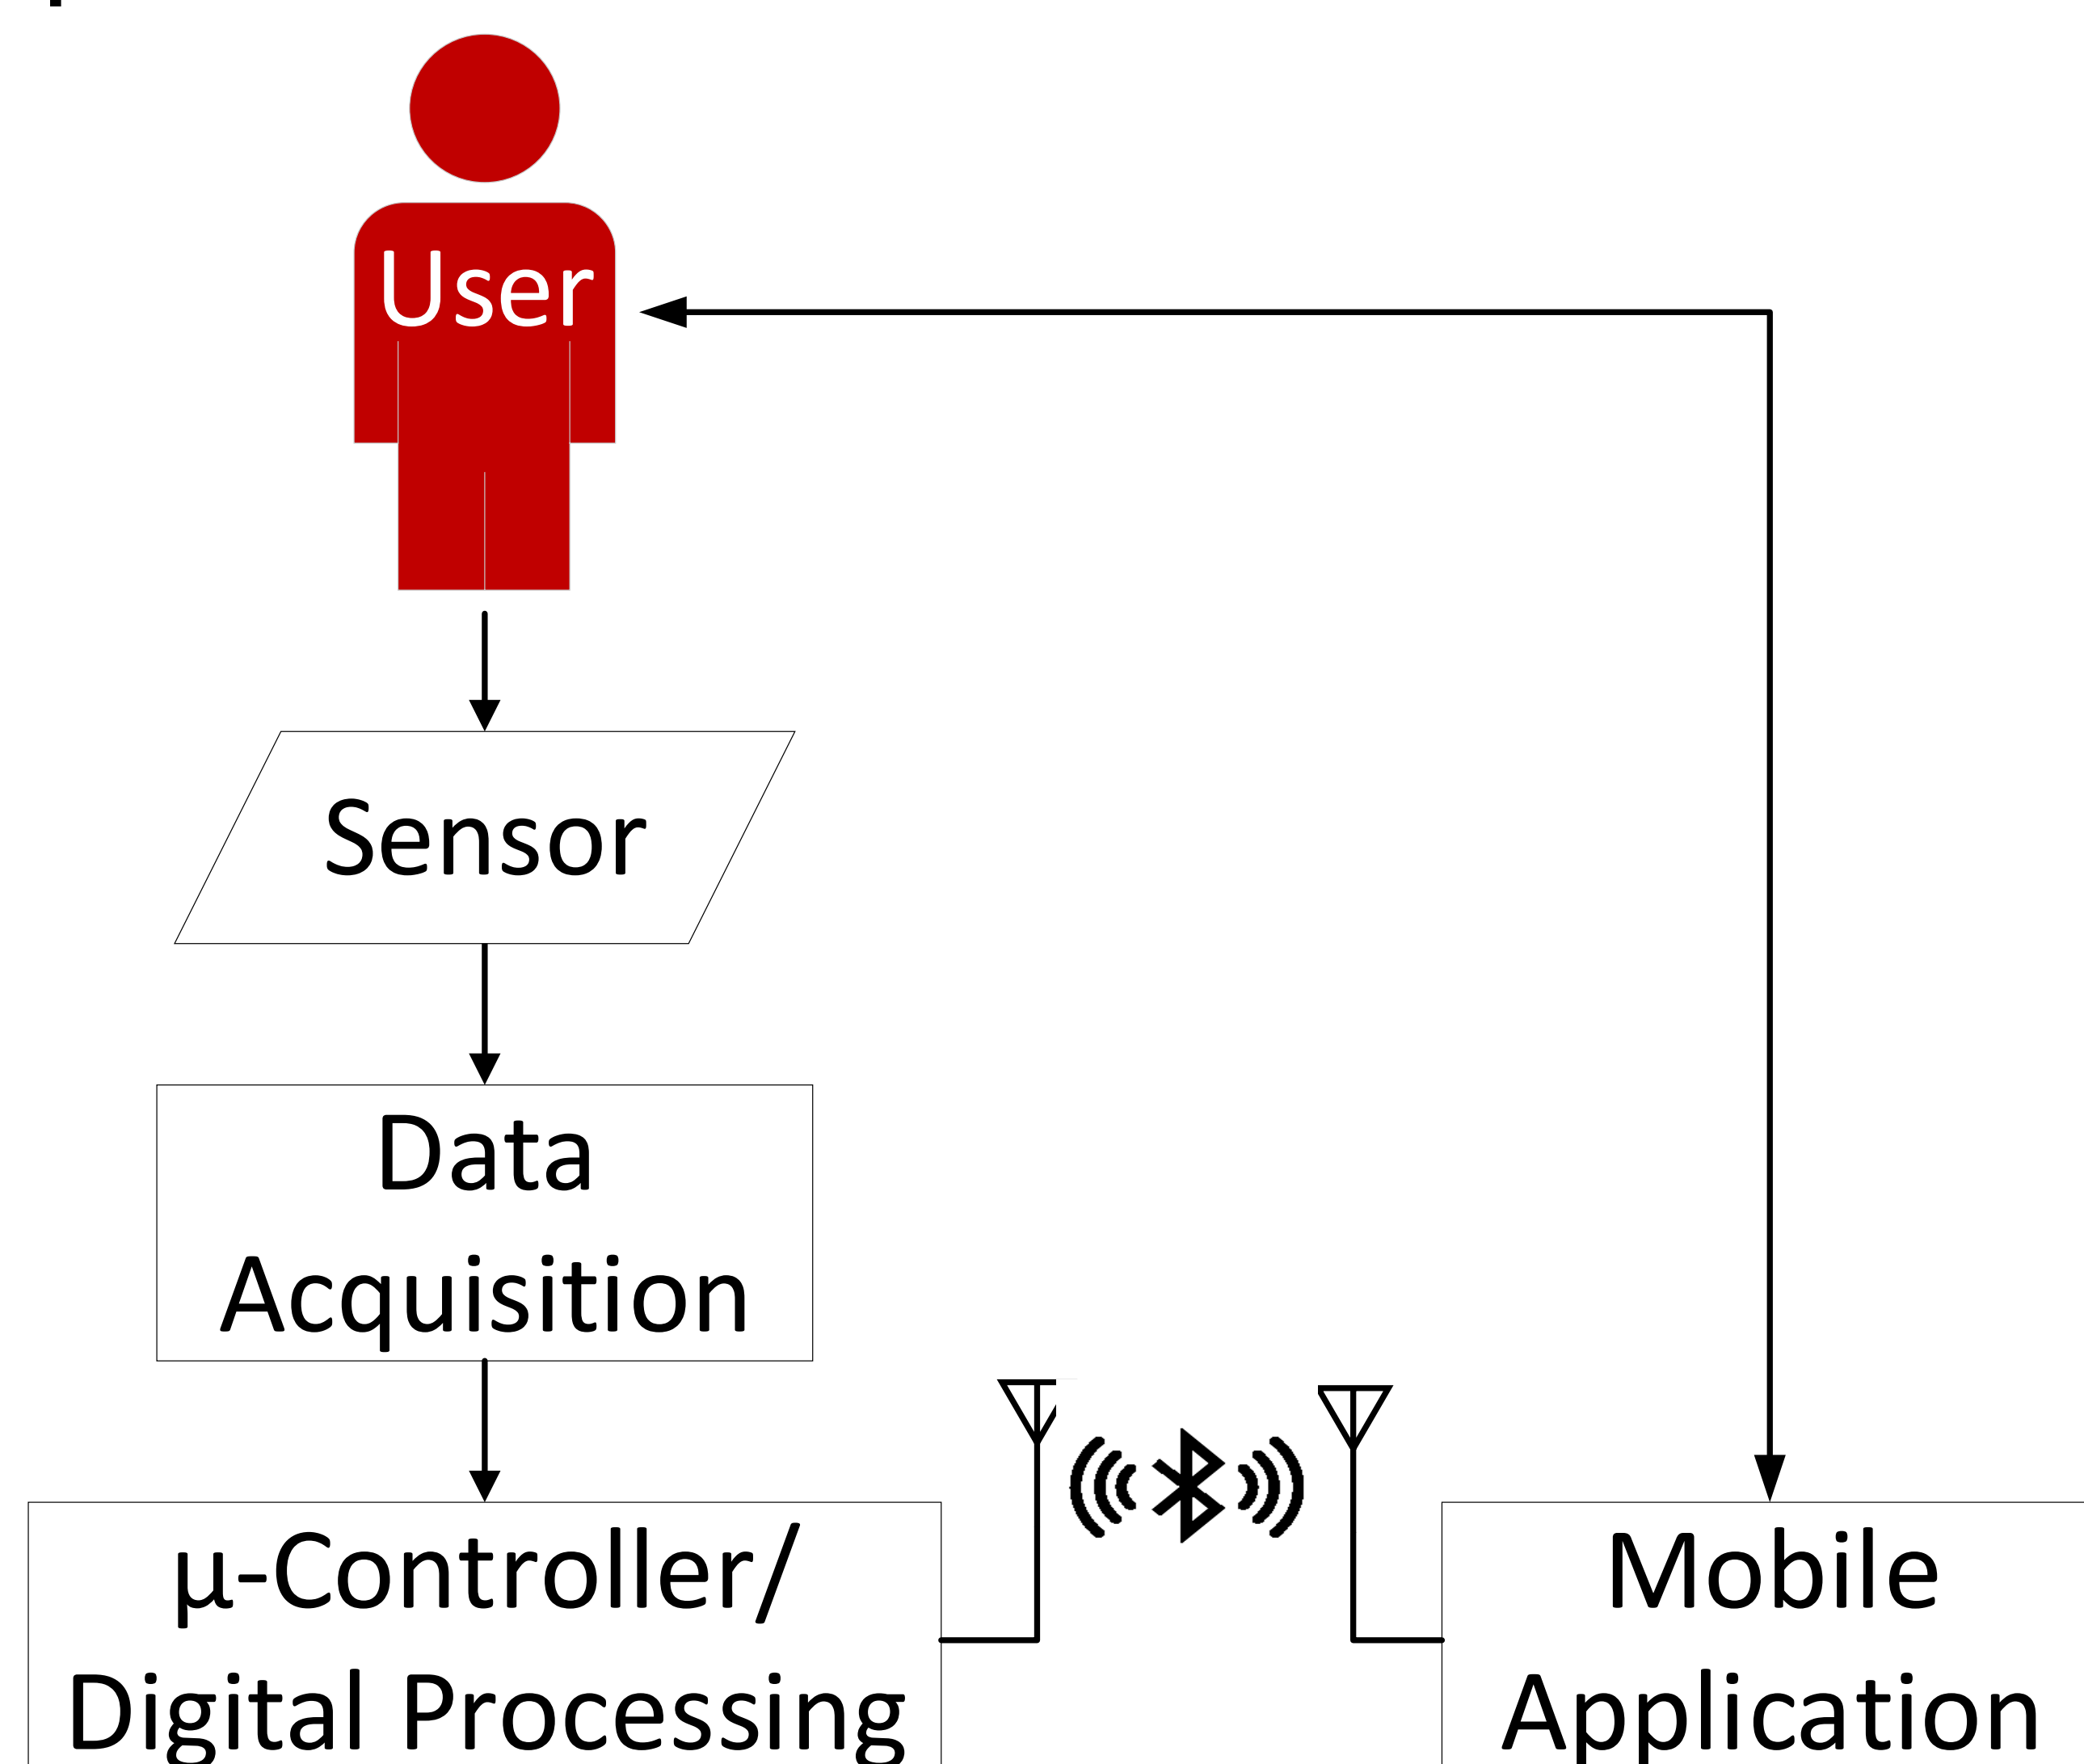 User
Sensor
Data
Acquisition
μ-Controller/
Digital Processing
Mobile
Application